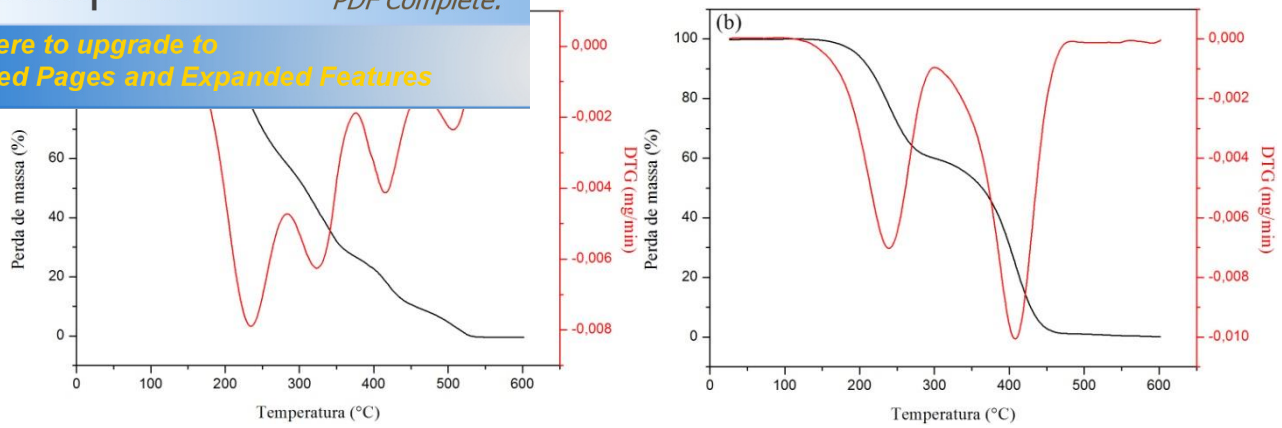 PDF Complete.
ere to upgrade to
ed Pages and Expanded Features
Perda de massa (%)
60
40
20
0
0 100 200 300 400 500 600
Temperatura (°C)
0,000
-0,002
-0,004
-0,006
-0,008
DTG (mg/min)
(b)
Perda de massa (%)
100
80
60
40
20
0
0 100 200 300 400 500 600
Temperatura (°C)
0,000
-0,002
-0,004
-0,006
-0,008
-0,010
DTG (mg/min)